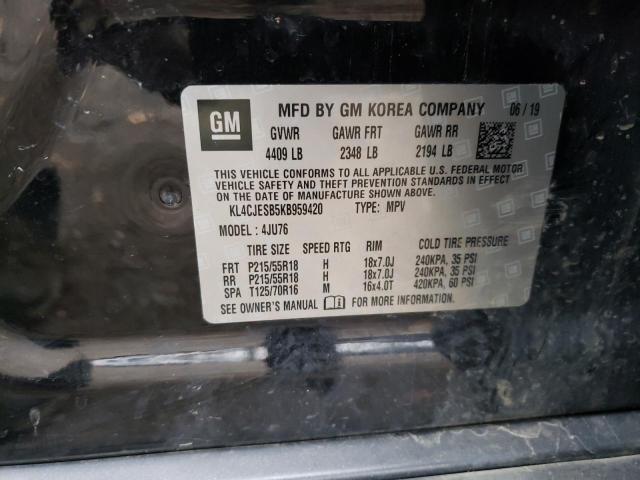 GM MFD BY GM KOREA COMPANY 06/19
GVWR GAWR FRT GAWR RR
4409 LB 2348 LB 2194 LB
THIS VEHICLE CONFORMS TO ALL APPLICABLE U.S. FEDERAL MOTOR
VEHICLE SAFETY AND THEFT PREVENTION STANDARDS IN EFFECT
ON THE DATE OF MANUFACTURE SHOWN ABOVE.
KL4CJESB5KB959420 TYPE: MPV
MODEL: 4JU76
TIRE SIZE SPEED RTG RIM COLD TIRE PRESSURE
FRT P215/55R18 H 18x7.0J 240KPA, 35 PSI
RR P215/55R18 H 18x7.0J 240KPA, 35 PSI
SPA T125/70R16 M 16x4.0T 420KPA, 60 PSI
SEE OWNER'S MANUAL FOR MORE INFORMATION.